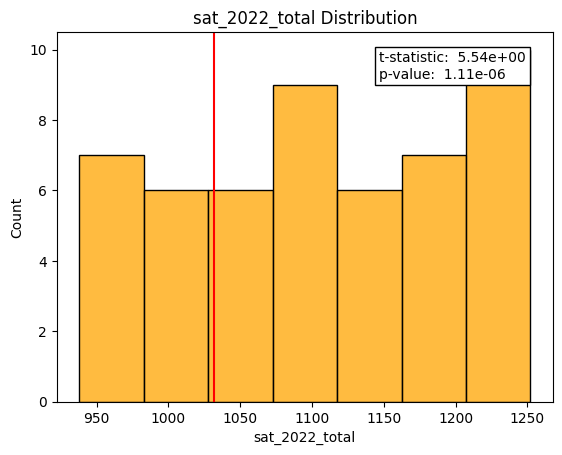 sat_2022_total Distribution
t-statistic:  5.54e+00
p-value:  1.11e-06
10
8
6
4
2
0
Count
950
1000
1050
1100
1150
1200
1250
sat_2022_total